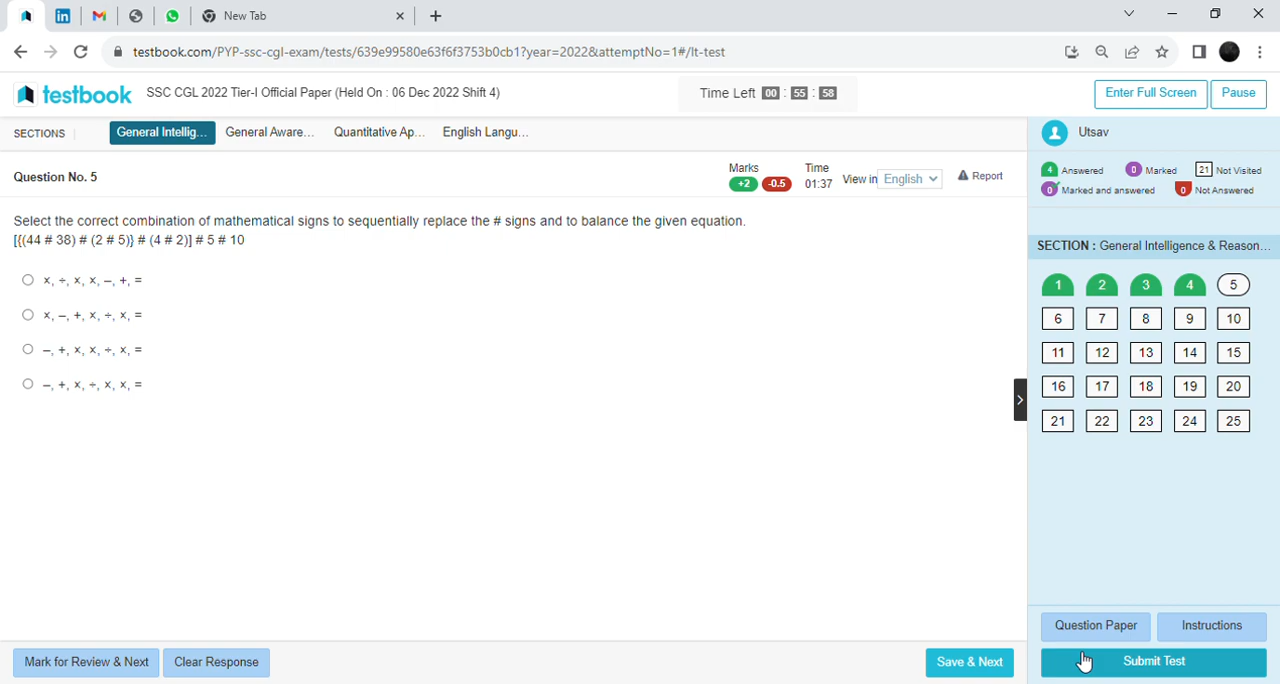 New Tab
testbook.com/PYP-ssc-cgl-exam/tests/639e99580e63f6f3753b0cb1?year=2022&attemptNo=1#/lt-test
testbook SSC CGL 2022 Tier-I Official Paper (Held On : 06 Dec 2022 Shift 4) Time Left 00 : 55 : 58 Enter Full Screen Pause
SECTIONS General Intellig... General Aware... Quantitative Ap... English Langu... Utsav
Question No. 5 Marks +2 -0.5 Time 01:37 View in English Report
4 Answered 0 Marked 21 Not Visited
0 Marked and answered 0 Not Answered
Select the correct combination of mathematical signs to sequentially replace the # signs and to balance the given equation.
[{(44 # 38) # (2 # 5)} # (4 # 2)] # 5 # 10
x, ÷, x, x, –, +, =
x, –, +, x, ÷, x, =
–, +, x, x, ÷, x, =
–, +, x, ÷, x, x, =
SECTION : General Intelligence & Reason...
1 2 3 4 5
6 7 8 9 10
11 12 13 14 15
16 17 18 19 20
21 22 23 24 25
Question Paper Instructions
Mark for Review & Next Clear Response Save & Next Submit Test